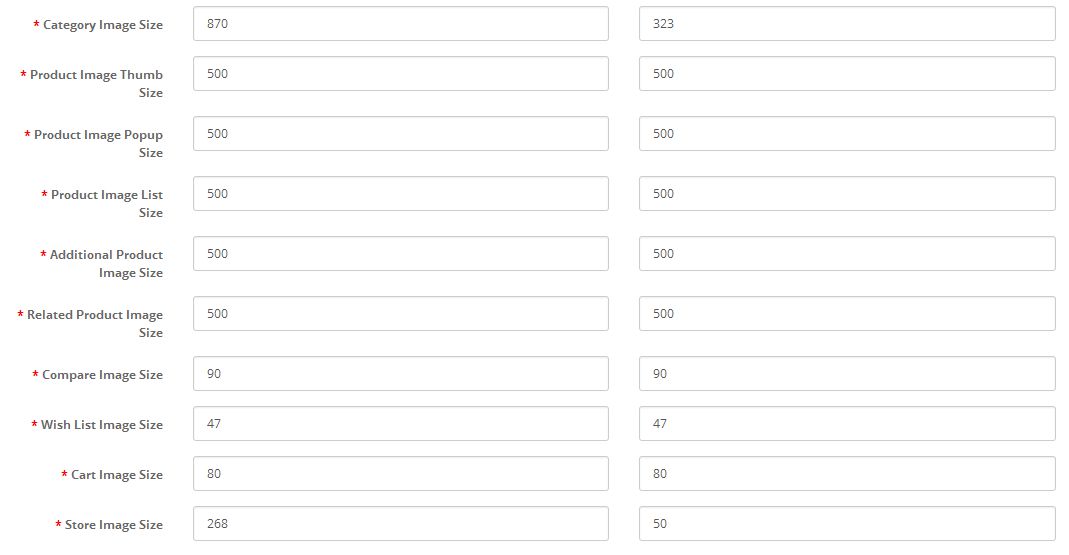 * Category Image Size 870 323
* Product Image Thumb 500 500
Size
* Product Image Popup 500 500
Size
* Product Image List 500 500
Size
* Additional Product 500 500
Image Size
* Related Product Image 500 500
Size
* Compare Image Size 90 90
* Wish List Image Size 47 47
* Cart Image Size 80 80
* Store Image Size 268 50